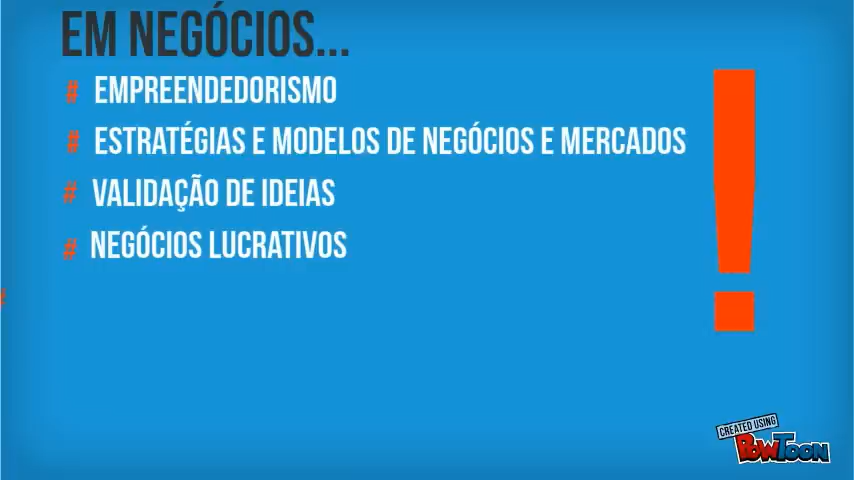 EM NEGÓCIOS...
# EMPREENDEDORISMO
# ESTRATÉGIAS E MODELOS DE NEGÓCIOS E MERCADOS
# VALIDAÇÃO DE IDEIAS
# NEGÓCIOS LUCRATIVOS
#
!
CREATED USING
POWTOON